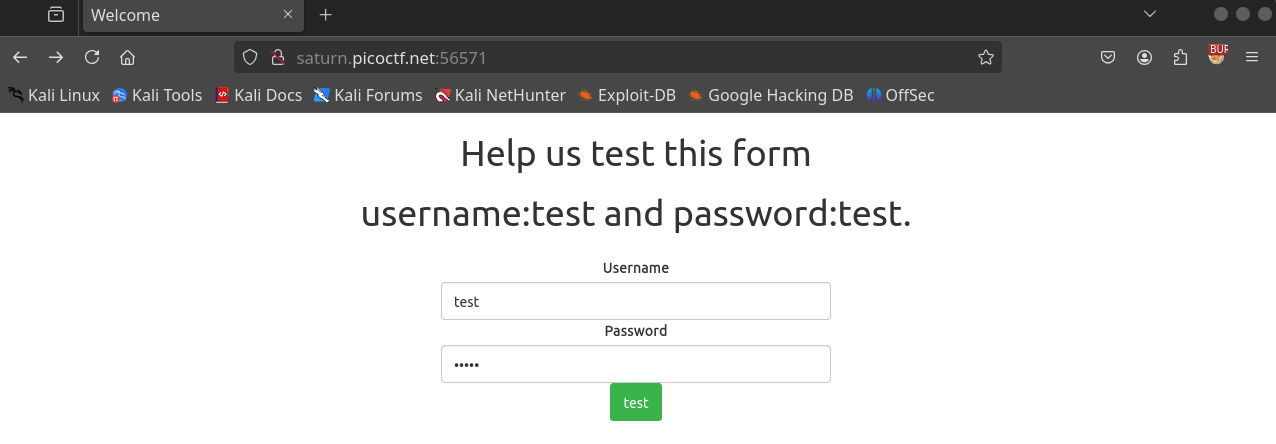 Welcome
saturn.picoctf.net:56571
BUR
Kali Linux Kali Tools Kali Docs Kali Forums Kali NetHunter Exploit-DB Google Hacking DB OffSec
Help us test this form
username:test and password:test.
Username
test
Password
•••••
test